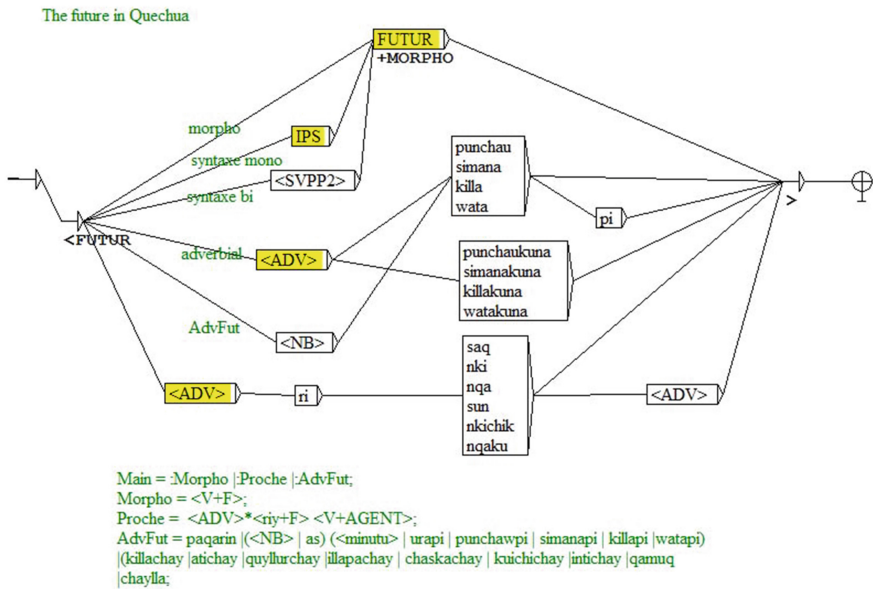 The future in Quechua
FUTUR
+MORPHO
morpho
IPS
syntaxe mono
<SVPP2>
syntaxe bi
punchau
simana
killa
wata
pi
>
<FUTUR
adverbial
<ADV>
punchaukuna
simanakuna
killakuna
watakuna
AdvFut
<NB>
<ADV>
ri
saq
nki
nqa
sun
nkichik
nqaku
<ADV>
Main = :Morpho |:Proche |:AdvFut;
Morpho = <V+F>;
Proche =  <ADV>*<riy+F> <V+AGENT>;
AdvFut = paqarin |(<NB> | as) (<minutu> | urapi | punchawpi | simanapi | killapi |watapi)
|(killachay |atichay |quyllurchay |illapachay | chaskachay | kuichichay |intichay |qamuq
|chaylla;